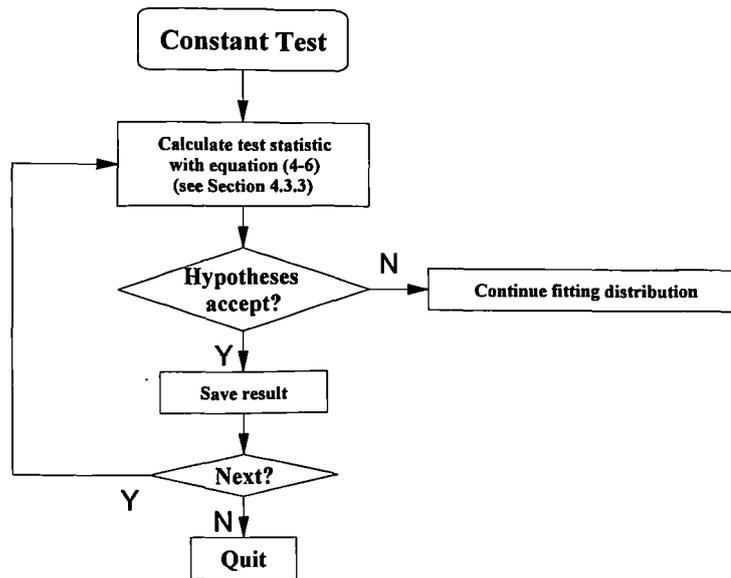 Constant Test
Calculate test statistic
with equation (4-6)
(see Section 4.3.3)
Hypotheses
accept?
N
Continue fitting distribution
Y
Save result
Next?
Y
N
Quit